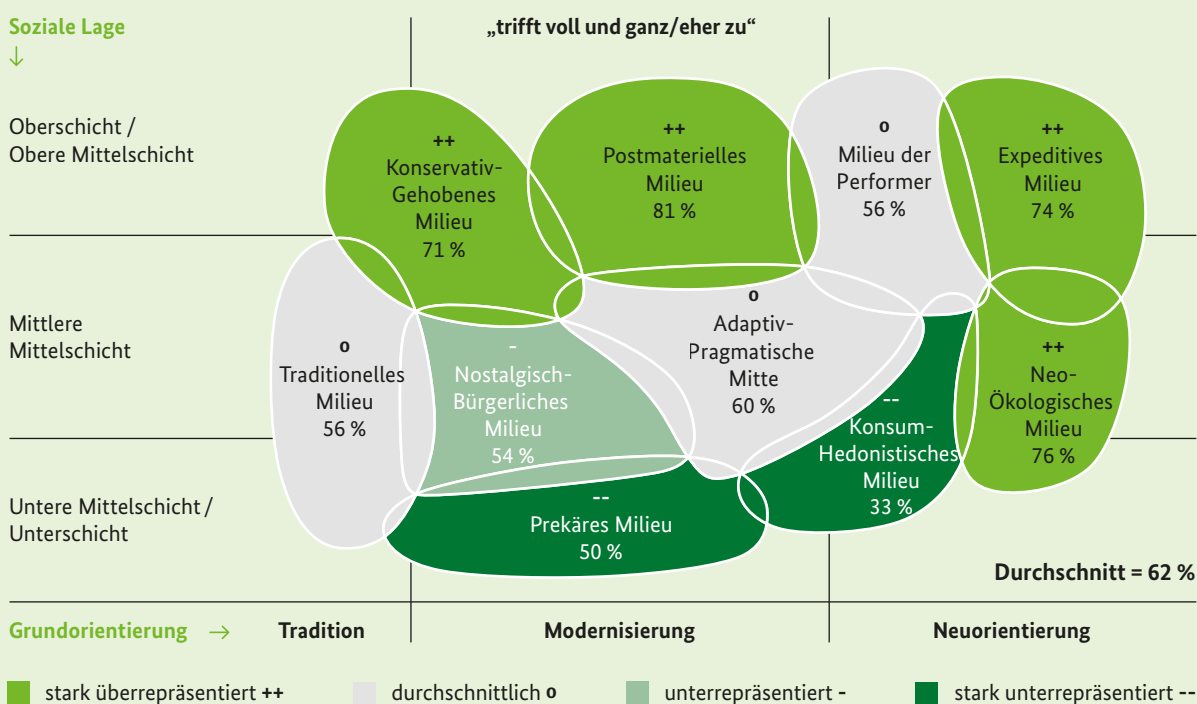 Soziale Lage
↓
„trifft voll und ganz/eher zu“
Oberschicht /
Obere Mittelschicht
++
Konservativ-
Gehobenes
Milieu
71 %
++
Postmaterielles
Milieu
81 %
o
Milieu der
Performer
56 %
++
Expeditives
Milieu
74 %
Mittlere
Mittelschicht
o
Traditionelles
Milieu
56 %
-
Nostalgisch-
Bürgerliches
Milieu
54 %
o
Adaptiv-
Pragmatische
Mitte
60 %
--
Konsum-
Hedonistisches
Milieu
33 %
++
Neo-
Ökologisches
Milieu
76 %
Untere Mittelschicht /
Unterschicht
--
Prekäres Milieu
50 %
Durchschnitt = 62 %
Grundorientierung → Tradition Modernisierung Neuorientierung
stark überrepräsentiert ++ durchschnittlich o unterrepräsentiert - stark unterrepräsentiert --